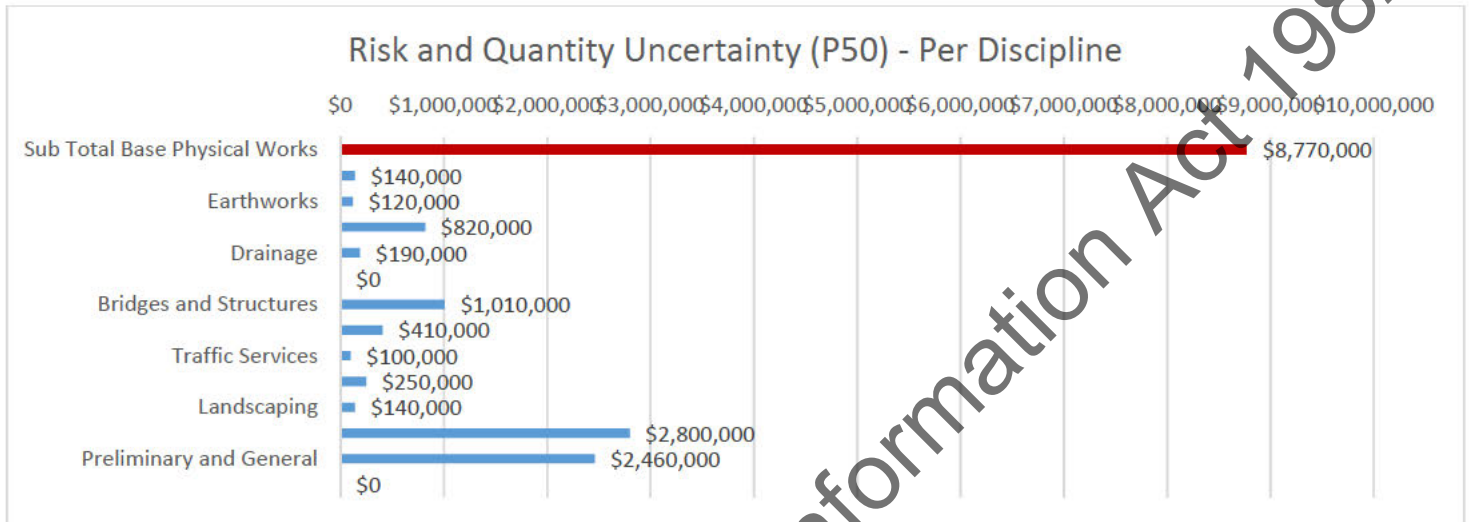 Risk and Quantity Uncertainty (P50) - Per Discipline
$0 $1,000,000 $2,000,000 $3,000,000 $4,000,000 $5,000,000 $6,000,000 $7,000,000 $8,000,000 $9,000,000 $10,000,000
Sub Total Base Physical Works $8,770,000
$140,000
Earthworks $120,000
$820,000
Drainage $190,000
$0
Bridges and Structures $1,010,000
$410,000
Traffic Services $100,000
$250,000
Landscaping $140,000
$2,800,000
Preliminary and General $2,460,000
$0
Information Act 198